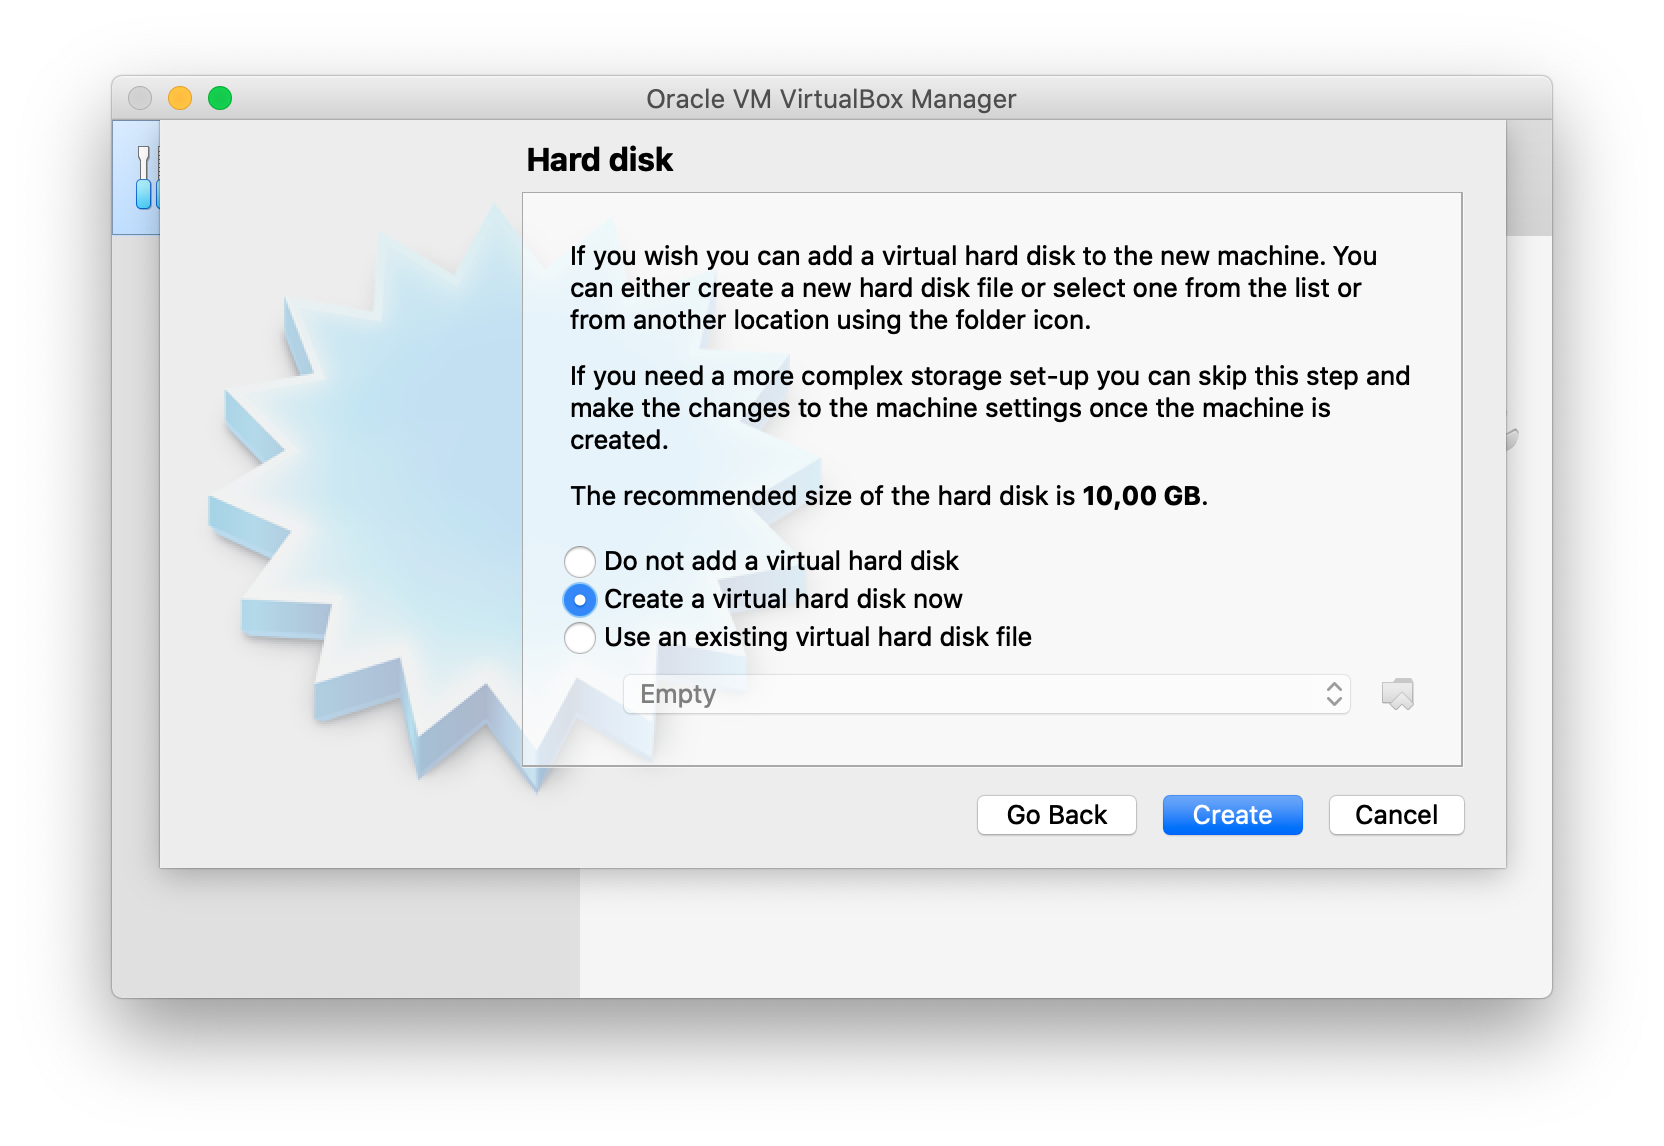 Oracle VM VirtualBox Manager
Hard disk
If you wish you can add a virtual hard disk to the new machine. You
can either create a new hard disk file or select one from the list or
from another location using the folder icon.
If you need a more complex storage set-up you can skip this step and
make the changes to the machine settings once the machine is
created.
The recommended size of the hard disk is 10,00 GB.
Do not add a virtual hard disk
Create a virtual hard disk now
Use an existing virtual hard disk file
Empty
Go Back
Create
Cancel